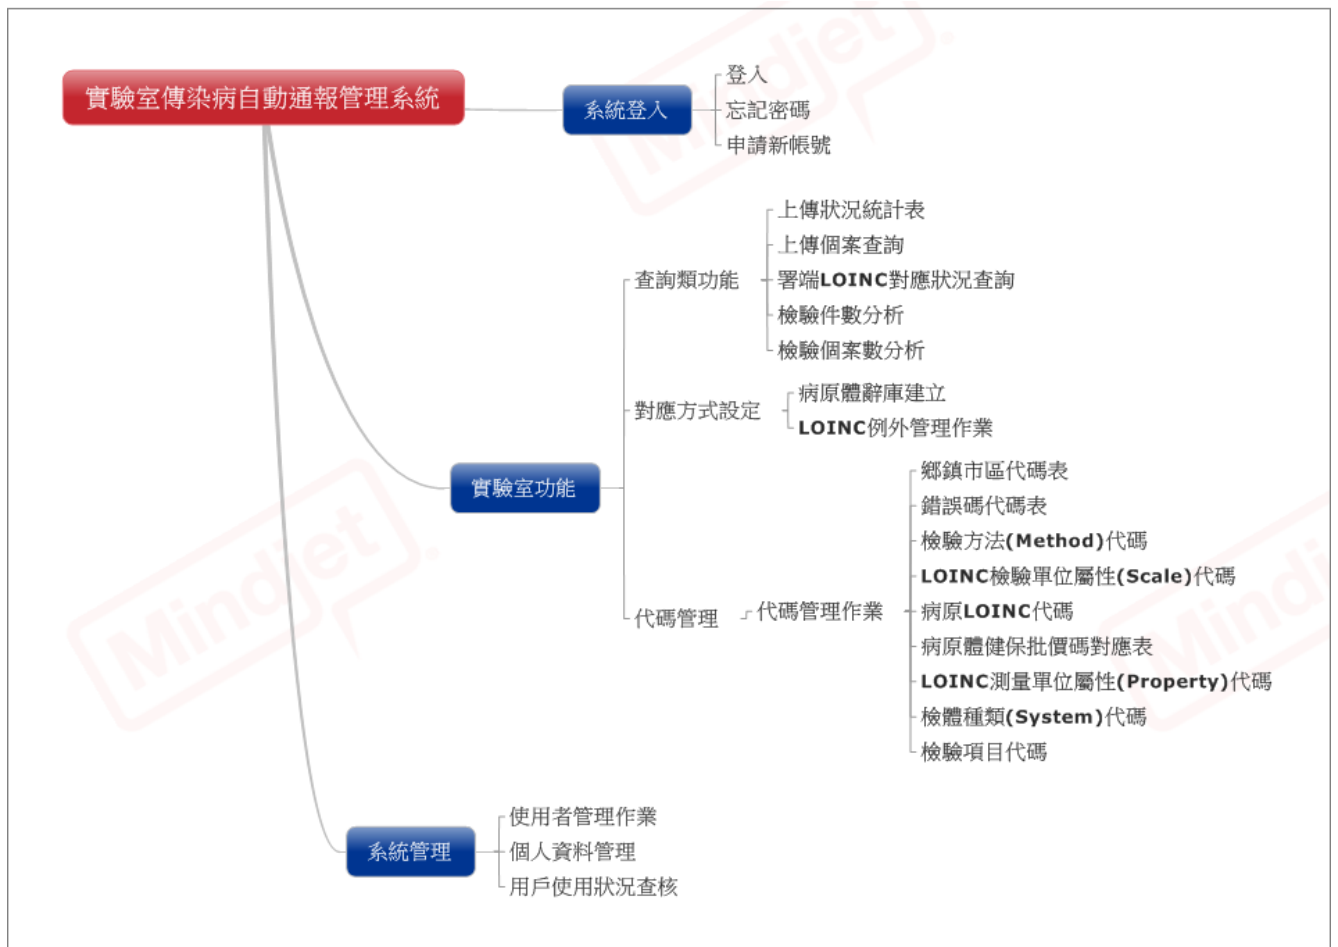 實驗室傳染病自動通報管理系統
系統登入
登入
忘記密碼
申請新帳號
實驗室功能
查詢類功能
上傳狀況統計表
上傳個案查詢
署端LOINC對應狀況查詢
檢驗件數分析
檢驗個案數分析
對應方式設定
病原體辭庫建立
LOINC例外管理作業
代碼管理
代碼管理作業
鄉鎮市區代碼表
錯誤碼代碼表
檢驗方法(Method)代碼
LOINC檢驗單位屬性(Scale)代碼
病原LOINC代碼
病原體健保批價碼對應表
LOINC測量單位屬性(Property)代碼
檢體種類(System)代碼
檢驗項目代碼
系統管理
使用者管理作業
個人資料管理
用戶使用狀況查核
Mindjet
Mindjet
Mindjet